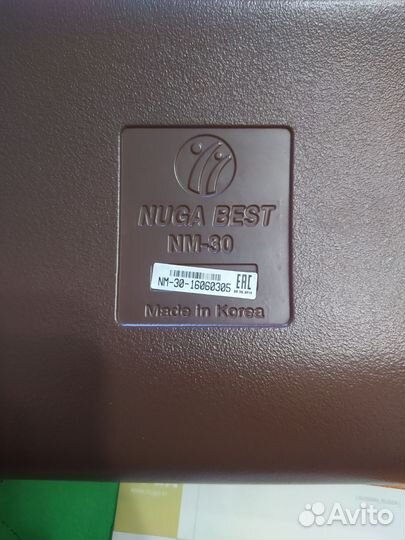 NUGA BEST
NM-30
NM-30-16060305
EAC
Made in Korea
Avito